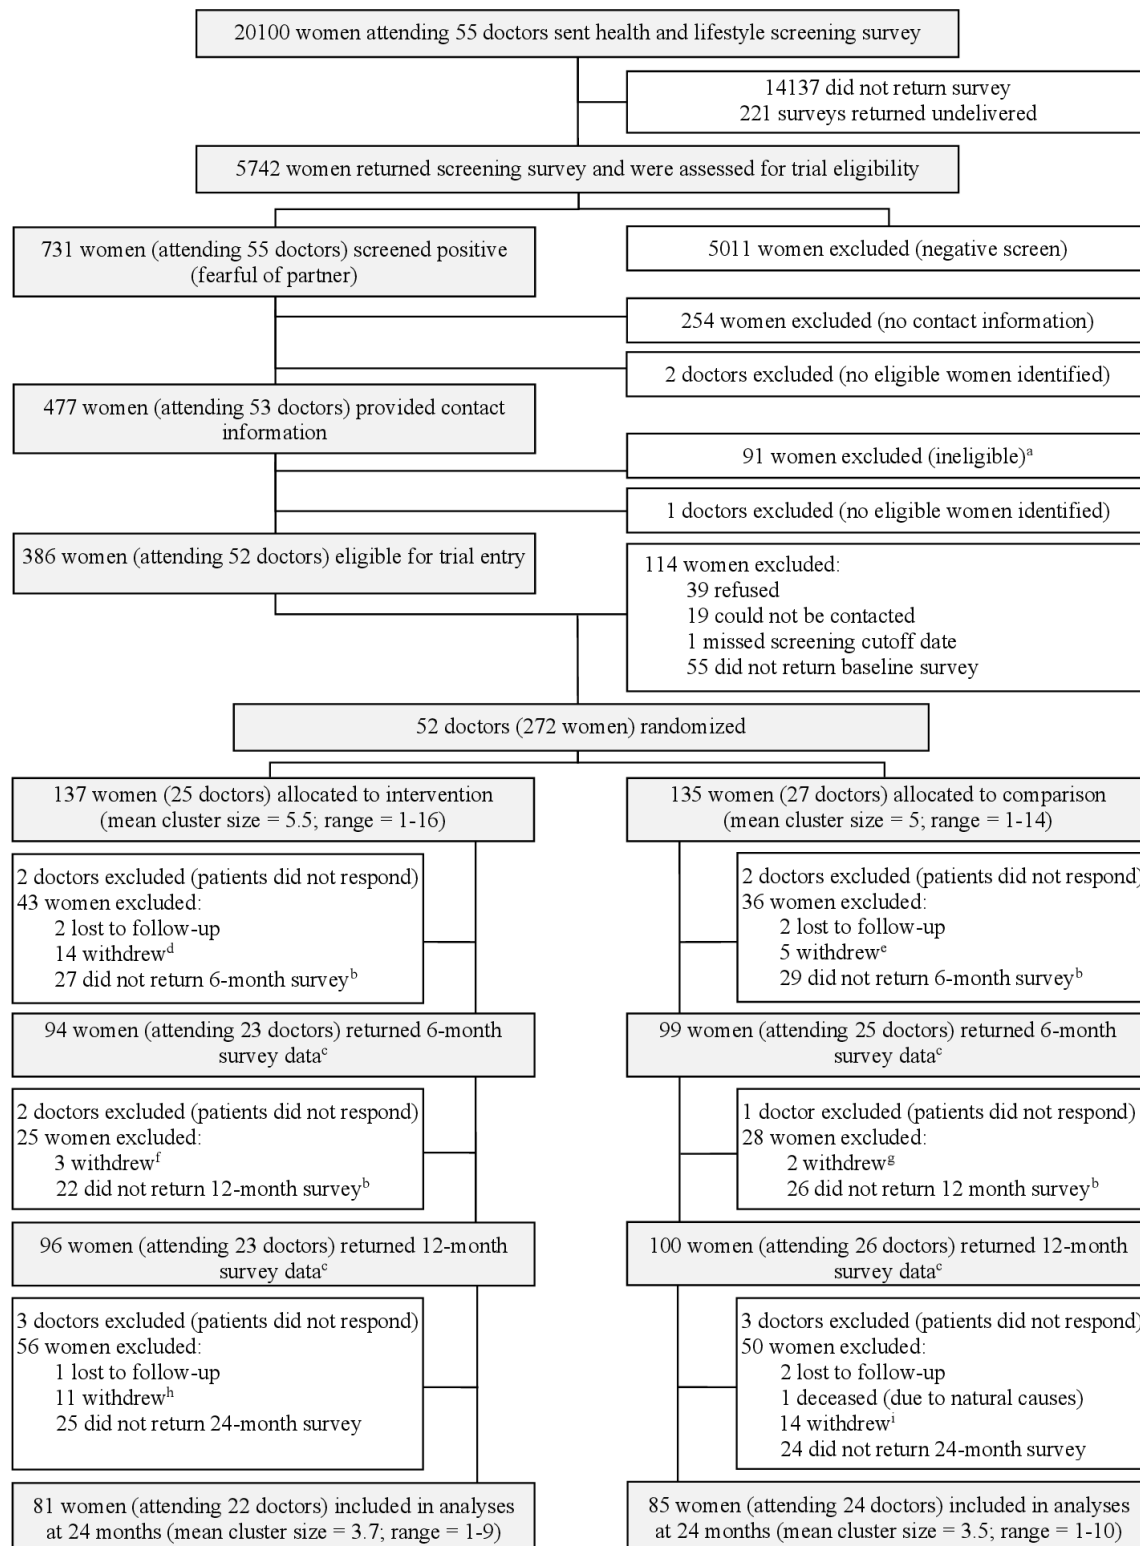 20100 women attending 55 doctors sent health and lifestyle screening survey
14137 did not return survey
221 surveys returned undelivered
5742 women returned screening survey and were assessed for trial eligibility
731 women (attending 55 doctors) screened positive
(fearful of partner)
5011 women excluded (negative screen)
254 women excluded (no contact information)
2 doctors excluded (no eligible women identified)
477 women (attending 53 doctors) provided contact
information
91 women excluded (ineligible)ᵃ
1 doctors excluded (no eligible women identified)
386 women (attending 52 doctors) eligible for trial entry
114 women excluded:
39 refused
19 could not be contacted
1 missed screening cutoff date
55 did not return baseline survey
52 doctors (272 women) randomized
137 women (25 doctors) allocated to intervention
(mean cluster size = 5.5; range = 1-16)
135 women (27 doctors) allocated to comparison
(mean cluster size = 5; range = 1-14)
2 doctors excluded (patients did not respond)
43 women excluded:
2 lost to follow-up
14 withdrewᵈ
27 did not return 6-month surveyᵇ
2 doctors excluded (patients did not respond)
36 women excluded:
2 lost to follow-up
5 withdrewᵉ
29 did not return 6-month surveyᵇ
94 women (attending 23 doctors) returned 6-month
survey dataᶜ
99 women (attending 25 doctors) returned 6-month
survey dataᶜ
2 doctors excluded (patients did not respond)
25 women excluded:
3 withdrewᶠ
22 did not return 12-month surveyᵇ
1 doctor excluded (patients did not respond)
28 women excluded:
2 withdrewᵍ
26 did not return 12 month surveyᵇ
96 women (attending 23 doctors) returned 12-month
survey dataᶜ
100 women (attending 26 doctors) returned 12-month
survey dataᶜ
3 doctors excluded (patients did not respond)
56 women excluded:
1 lost to follow-up
11 withdrewʰ
25 did not return 24-month survey
3 doctors excluded (patients did not respond)
50 women excluded:
2 lost to follow-up
1 deceased (due to natural causes)
14 withdrewⁱ
24 did not return 24-month survey
81 women (attending 22 doctors) included in analyses
at 24 months (mean cluster size = 3.7; range = 1-9)
85 women (attending 24 doctors) included in analyses
at 24 months (mean cluster size = 3.5; range = 1-10)